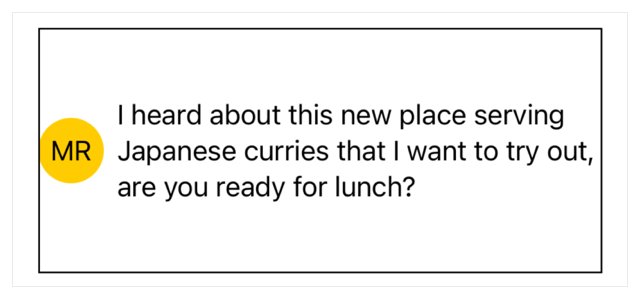 MR
I heard about this new place serving
Japanese curries that I want to try out,
are you ready for lunch?